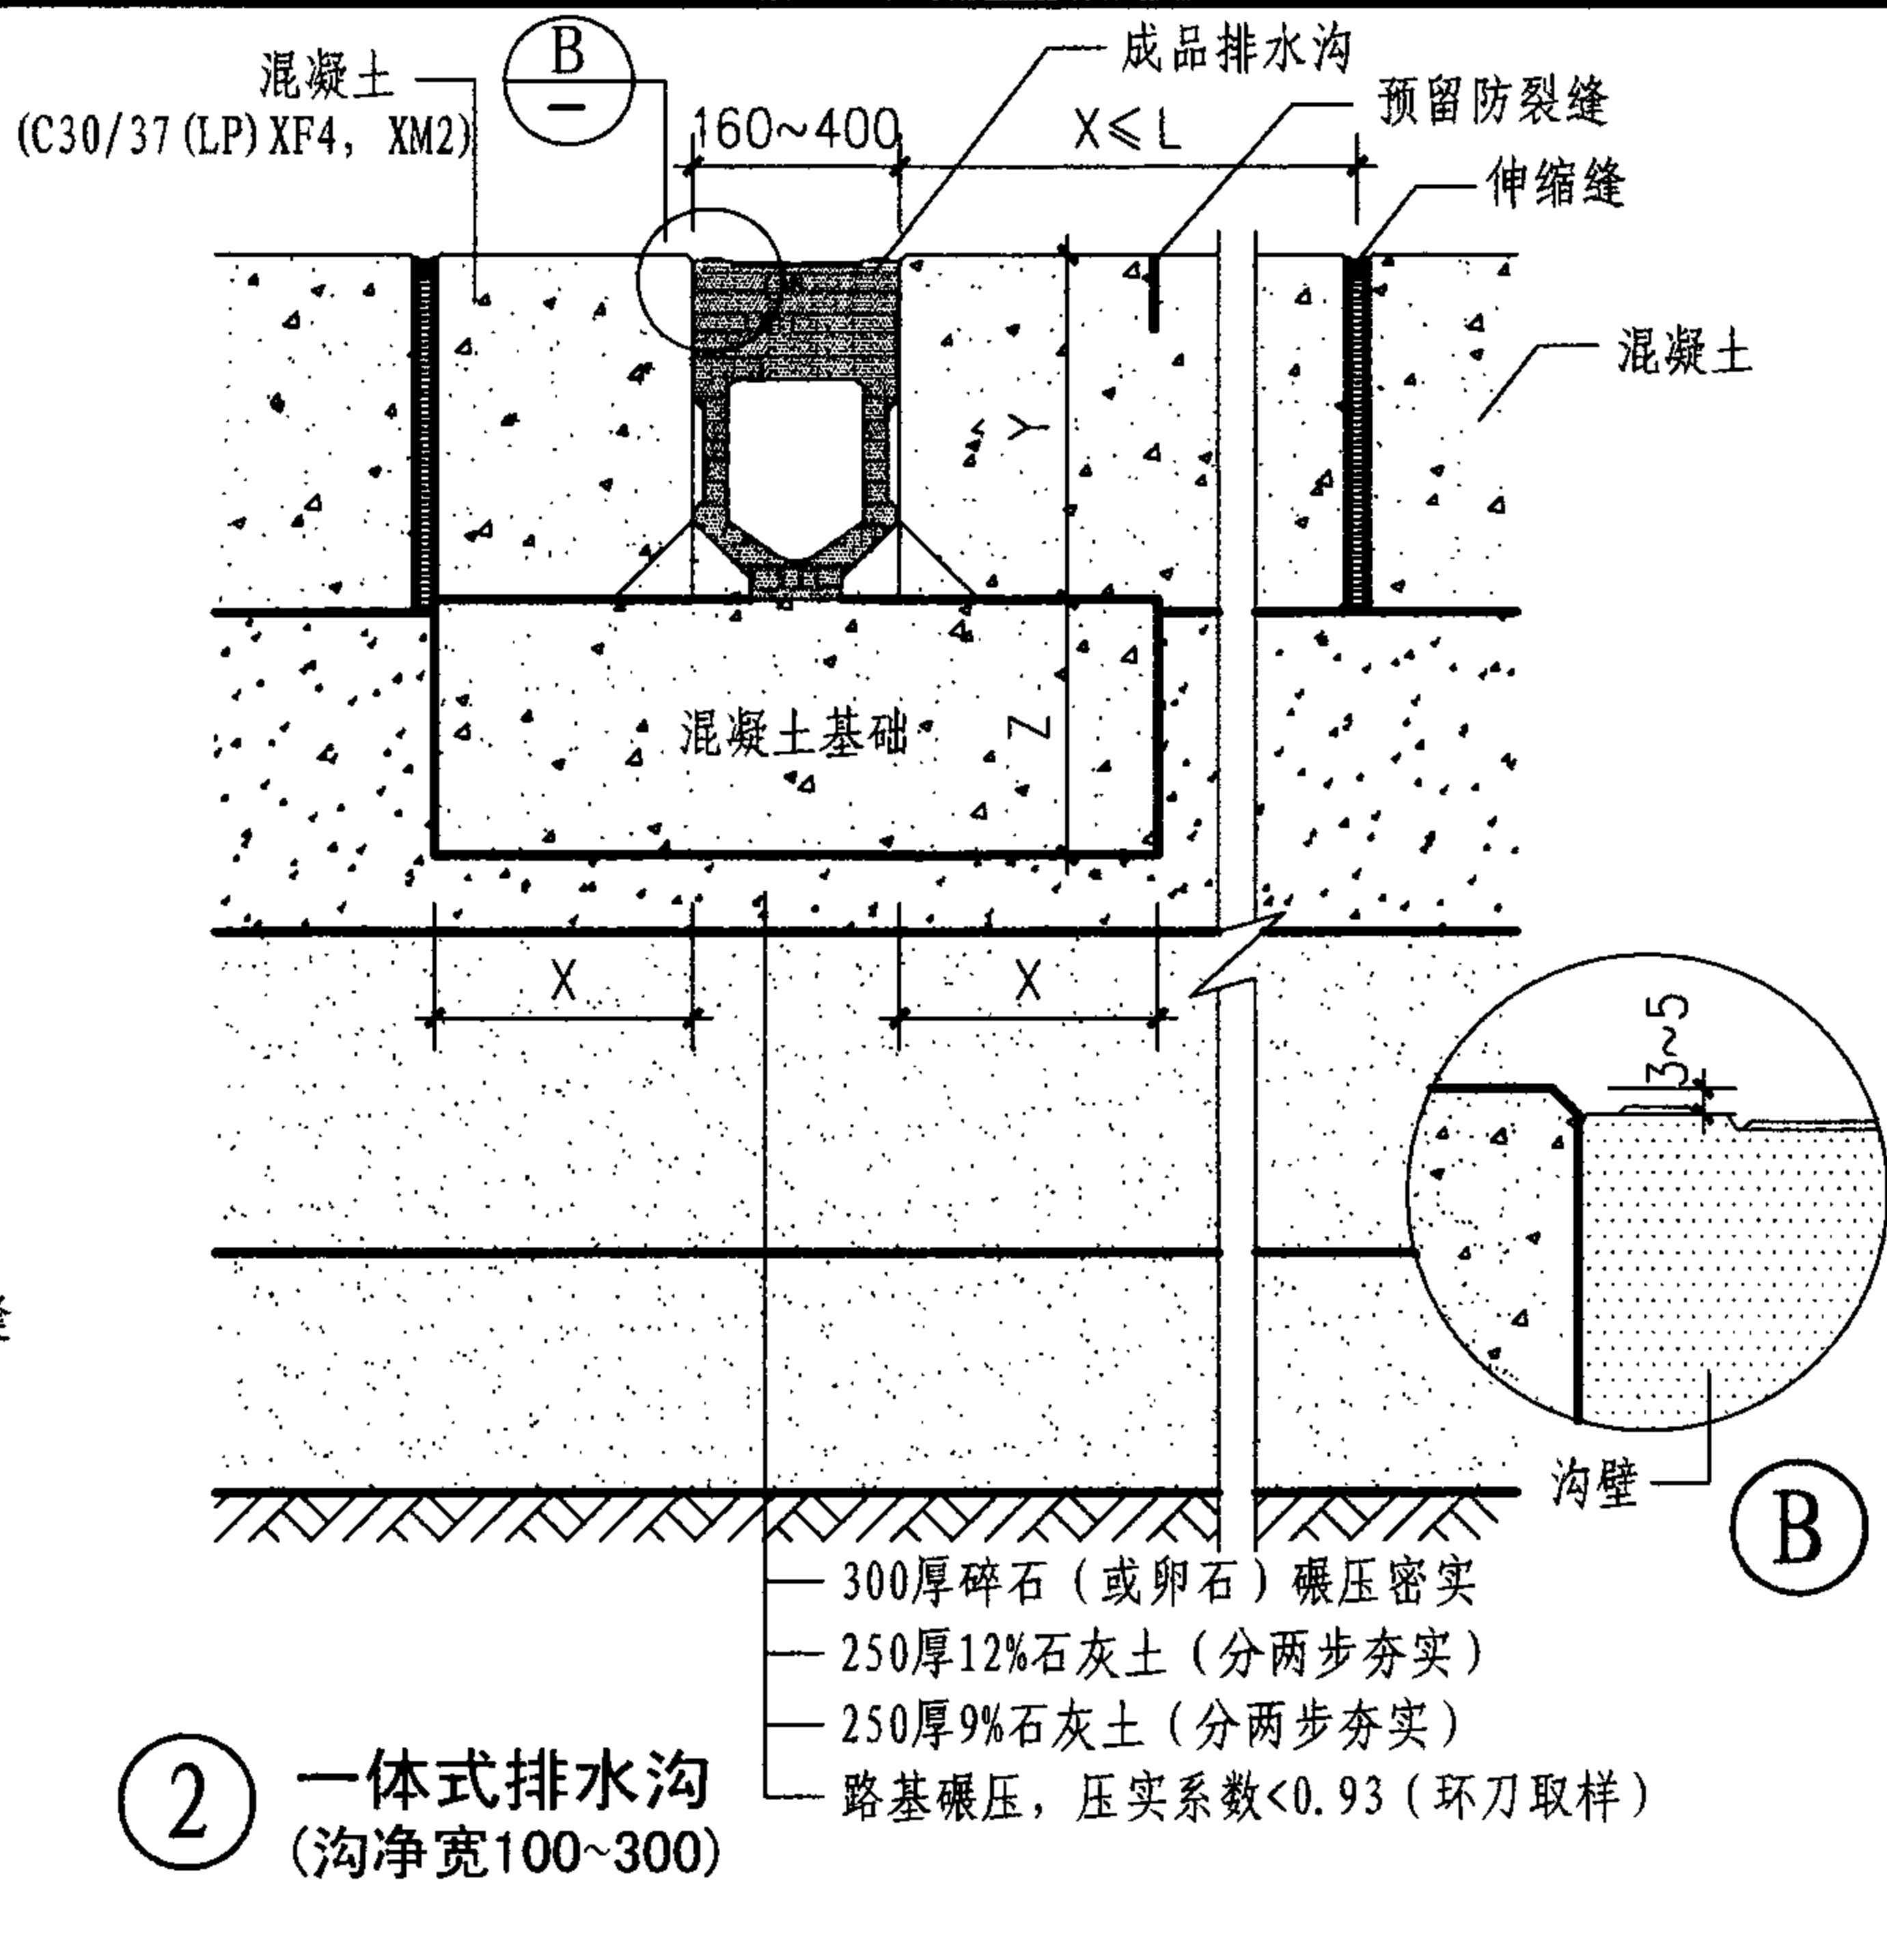 混凝土
(C30/37(LP)XF4, XM2)
B
—
成品排水沟
预留防裂缝
160~400
X≤L
伸缩缝
混凝土
Y
混凝土基础
Z
X
X
3~5
沟壁
B
300厚碎石（或卵石）碾压密实
250厚12%石灰土（分两步夯实）
250厚9%石灰土（分两步夯实）
路基碾压，压实系数<0.93（环刀取样）
2
一体式排水沟
(沟净宽100~300)